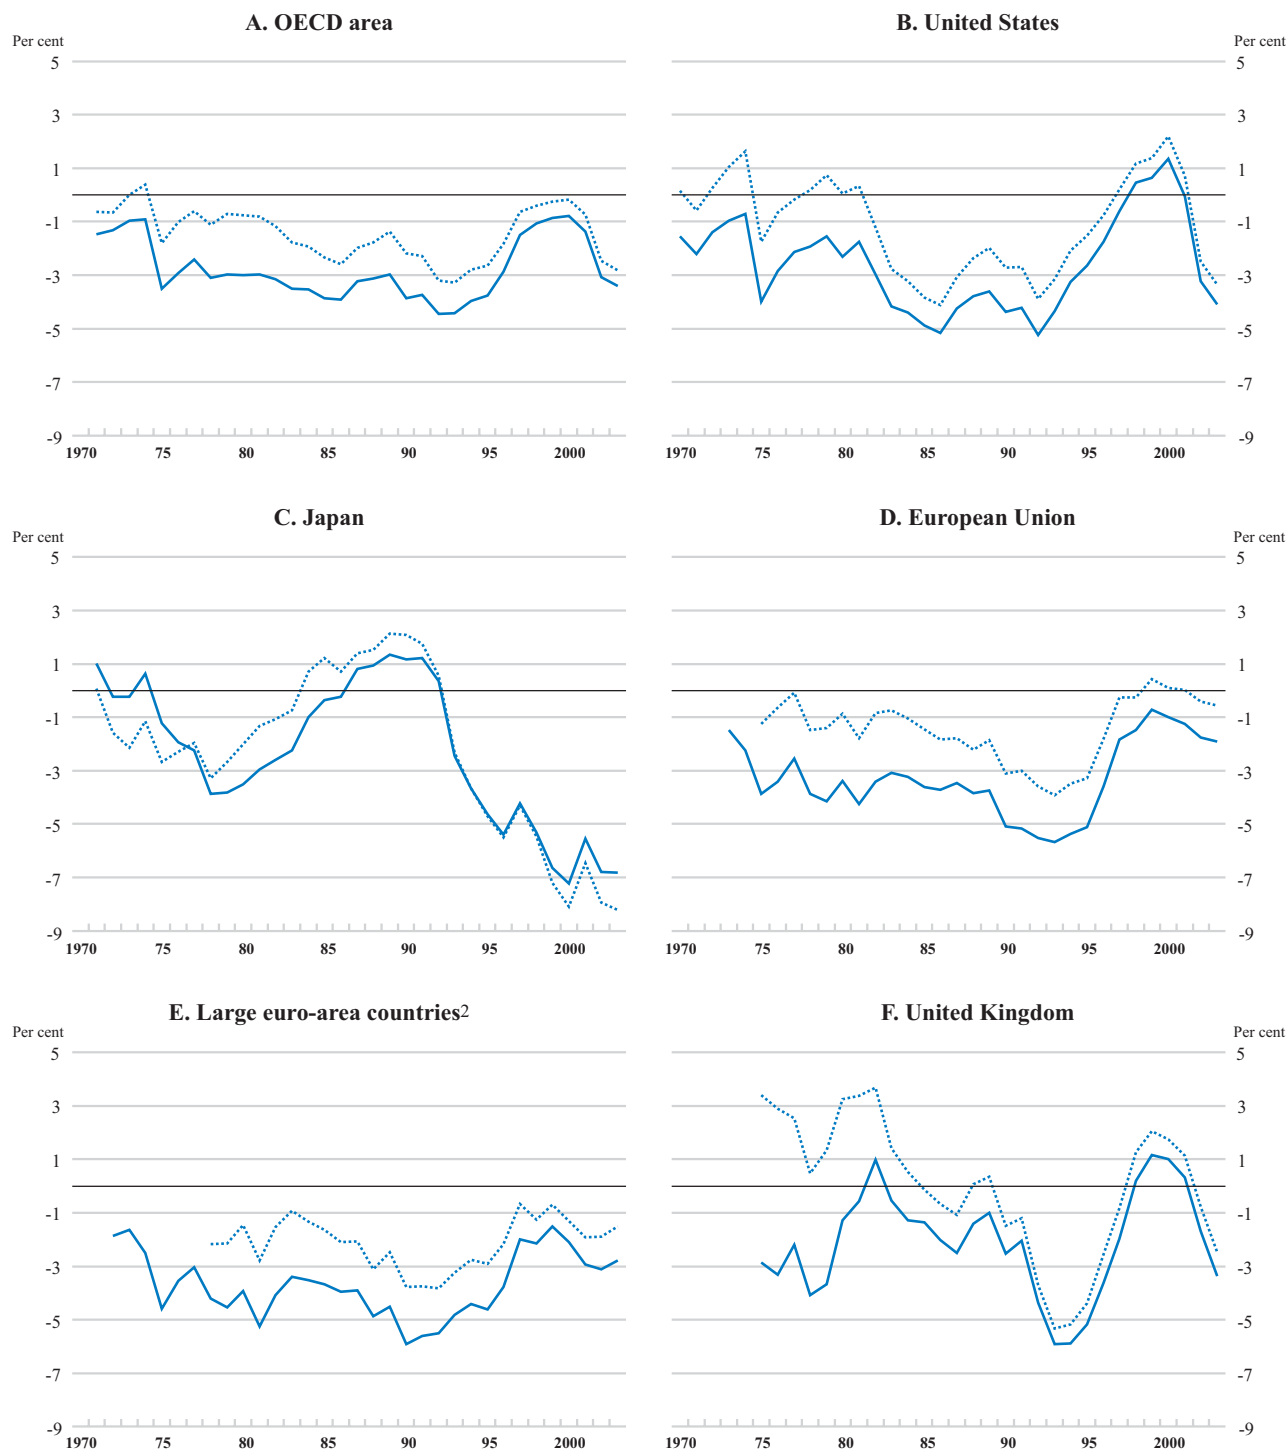 A. OECD area
B. United States
Per cent
Per cent
5
5
3
3
1
1
-1
-1
-3
-3
-5
-5
-7
-7
-9
-9
1970 75 80 85 90 95 2000
1970 75 80 85 90 95 2000
C. Japan
D. European Union
Per cent
Per cent
5
5
3
3
1
1
-1
-1
-3
-3
-5
-5
-7
-7
-9
-9
1970 75 80 85 90 95 2000
1970 75 80 85 90 95 2000
E. Large euro-area countries2
F. United Kingdom
Per cent
Per cent
5
5
3
3
1
1
-1
-1
-3
-3
-5
-5
-7
-7
-9
-9
1970 75 80 85 90 95 2000
1970 75 80 85 90 95 2000